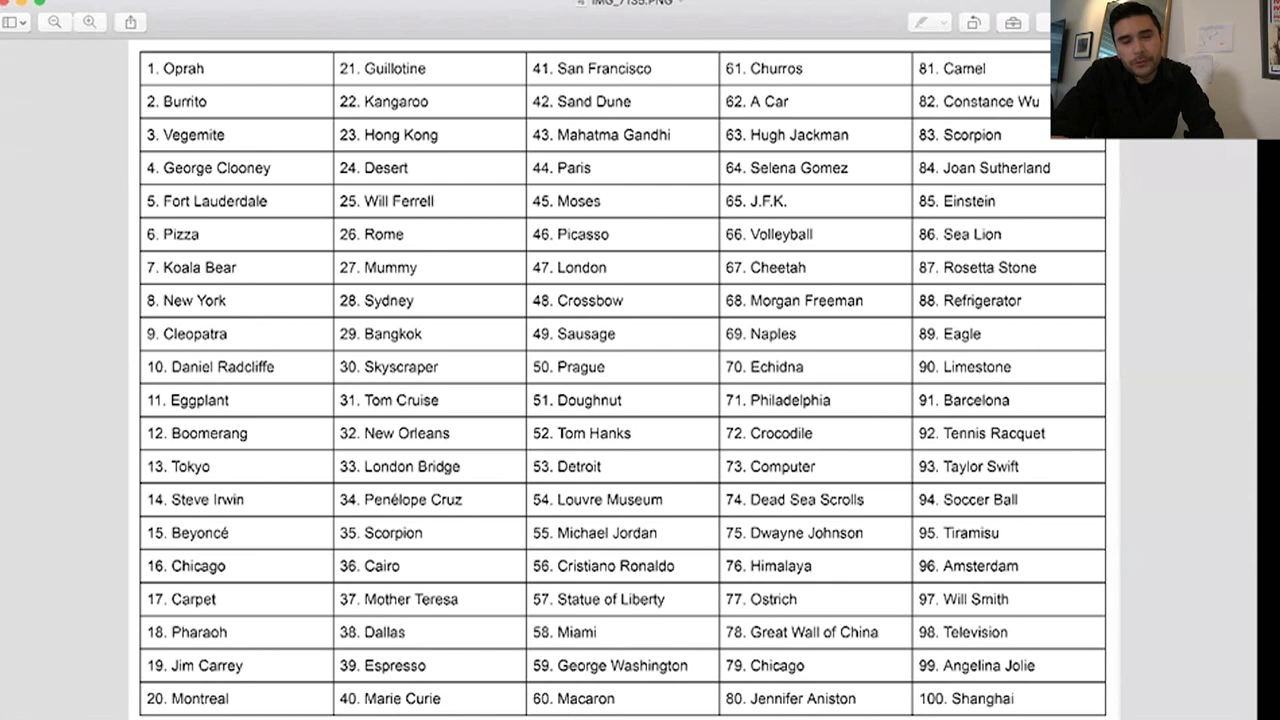 IMG_7135.PNG
1. Oprah 21. Guillotine 41. San Francisco 61. Churros 81. Camel
2. Burrito 22. Kangaroo 42. Sand Dune 62. A Car 82. Constance Wu
3. Vegemite 23. Hong Kong 43. Mahatma Gandhi 63. Hugh Jackman 83. Scorpion
4. George Clooney 24. Desert 44. Paris 64. Selena Gomez 84. Joan Sutherland
5. Fort Lauderdale 25. Will Ferrell 45. Moses 65. J.F.K. 85. Einstein
6. Pizza 26. Rome 46. Picasso 66. Volleyball 86. Sea Lion
7. Koala Bear 27. Mummy 47. London 67. Cheetah 87. Rosetta Stone
8. New York 28. Sydney 48. Crossbow 68. Morgan Freeman 88. Refrigerator
9. Cleopatra 29. Bangkok 49. Sausage 69. Naples 89. Eagle
10. Daniel Radcliffe 30. Skyscraper 50. Prague 70. Echidna 90. Limestone
11. Eggplant 31. Tom Cruise 51. Doughnut 71. Philadelphia 91. Barcelona
12. Boomerang 32. New Orleans 52. Tom Hanks 72. Crocodile 92. Tennis Racquet
13. Tokyo 33. London Bridge 53. Detroit 73. Computer 93. Taylor Swift
14. Steve Irwin 34. Penélope Cruz 54. Louvre Museum 74. Dead Sea Scrolls 94. Soccer Ball
15. Beyoncé 35. Scorpion 55. Michael Jordan 75. Dwayne Johnson 95. Tiramisu
16. Chicago 36. Cairo 56. Cristiano Ronaldo 76. Himalaya 96. Amsterdam
17. Carpet 37. Mother Teresa 57. Statue of Liberty 77. Ostrich 97. Will Smith
18. Pharaoh 38. Dallas 58. Miami 78. Great Wall of China 98. Television
19. Jim Carrey 39. Espresso 59. George Washington 79. Chicago 99. Angelina Jolie
20. Montreal 40. Marie Curie 60. Macaron 80. Jennifer Aniston 100. Shanghai